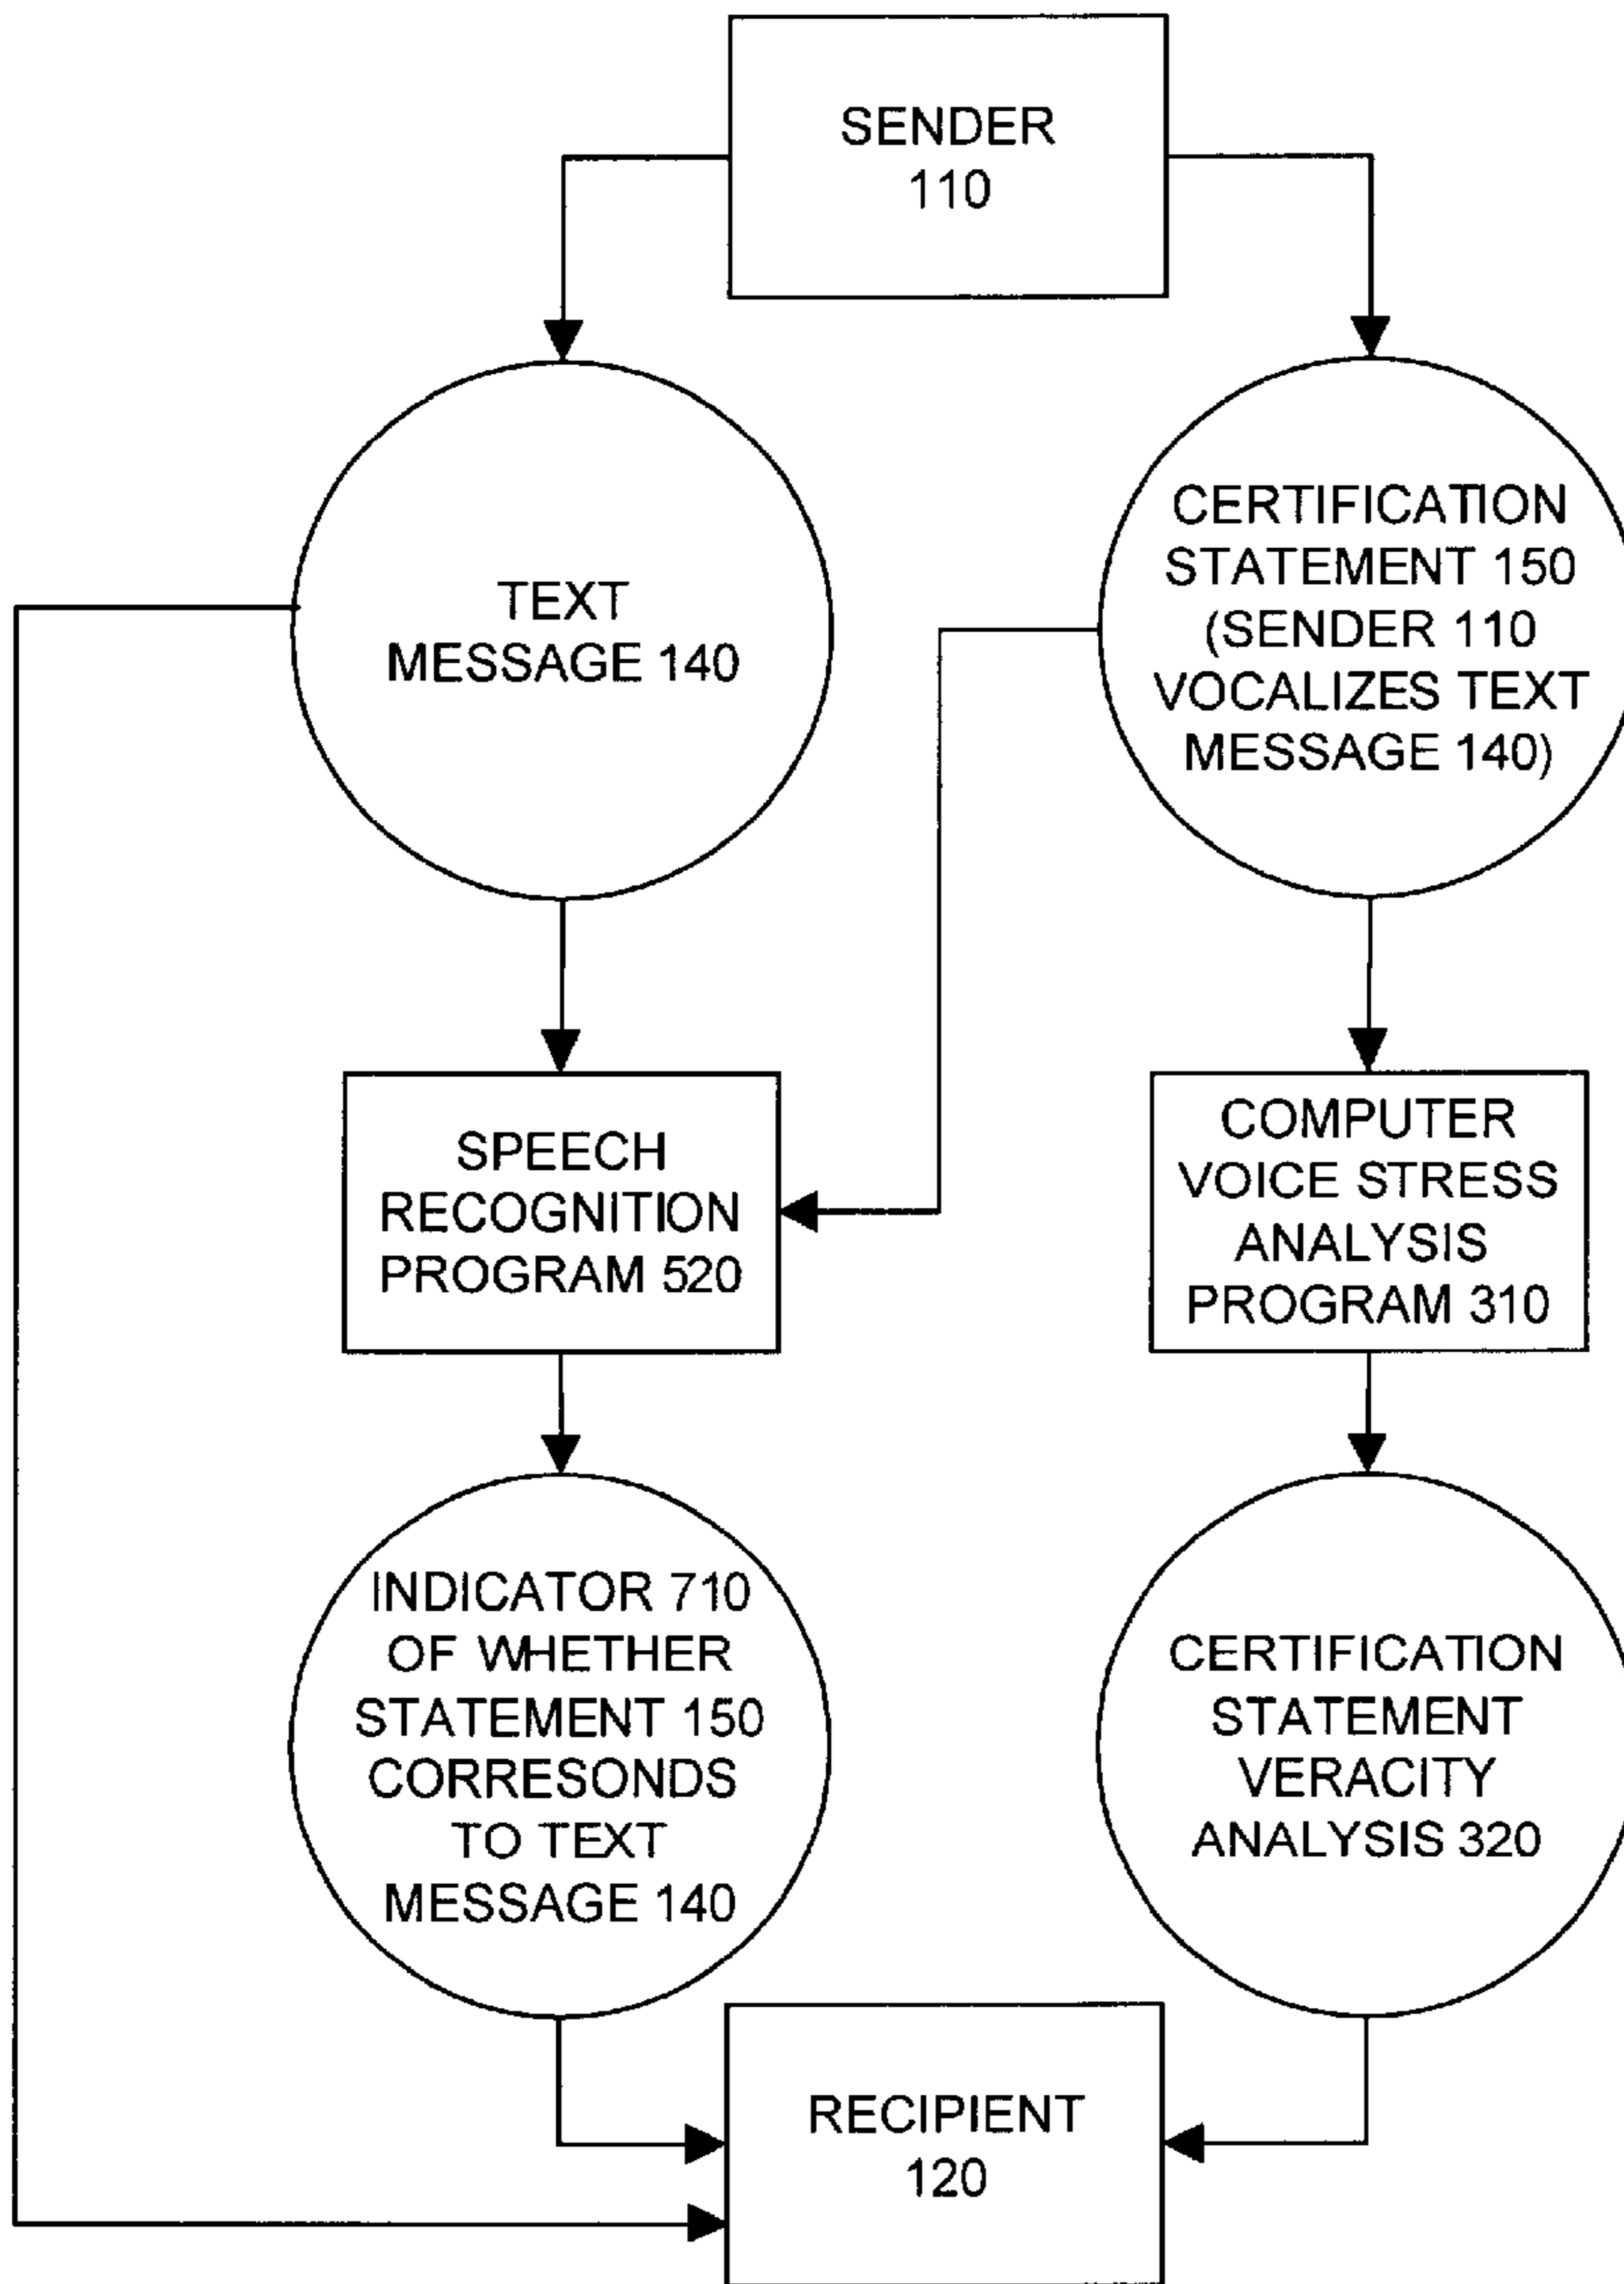 SENDER
110
TEXT
MESSAGE 140
CERTIFICATION
STATEMENT 150
(SENDER 110
VOCALIZES TEXT
MESSAGE 140)
SPEECH
RECOGNITION
PROGRAM 520
COMPUTER
VOICE STRESS
ANALYSIS
PROGRAM 310
INDICATOR 710
OF WHETHER
STATEMENT 150
CORRESONDS
TO TEXT
MESSAGE 140
CERTIFICATION
STATEMENT
VERACITY
ANALYSIS 320
RECIPIENT
120